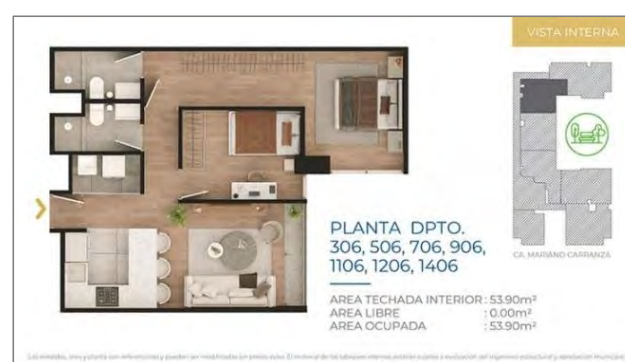 VISTA INTERNA
CA. MARIANO CARRANZA
PLANTA DPTO.
306, 506, 706, 906,
1106, 1206, 1406
AREA TECHADA INTERIOR : 53.90m²
AREA LIBRE : 0.00m²
AREA OCUPADA : 53.90m²